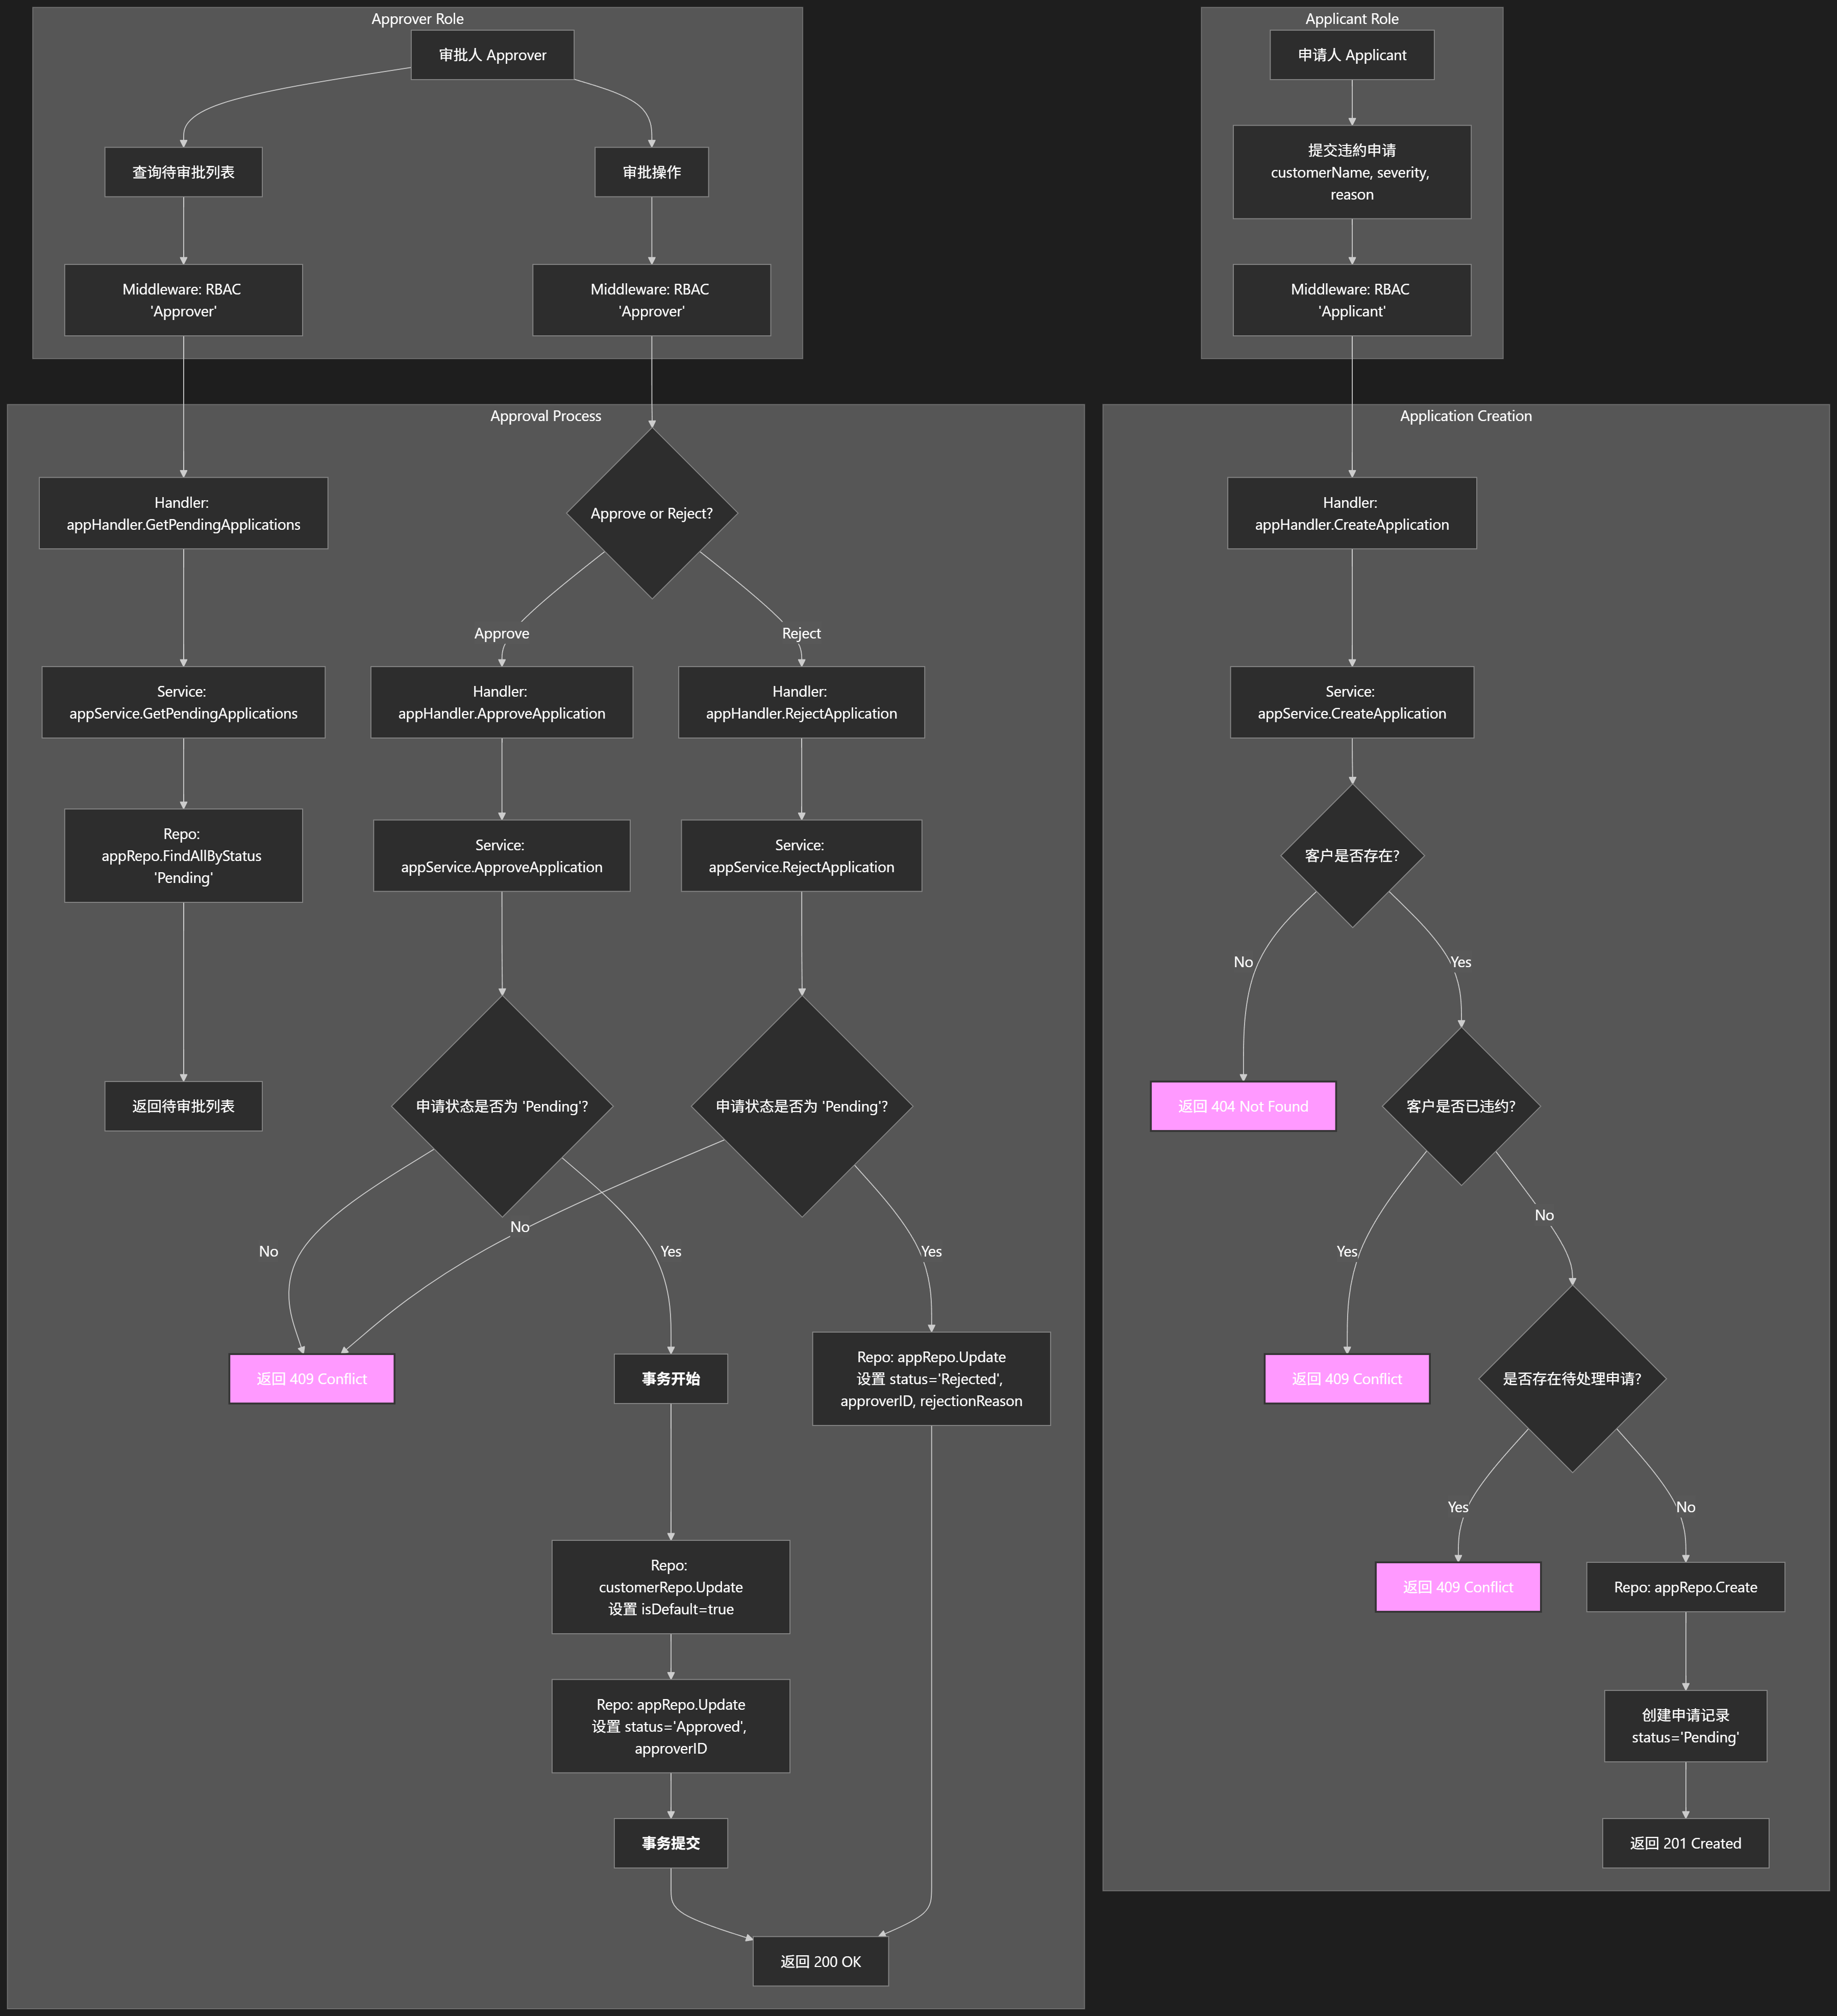 Approver Role
审批人 Approver
查询待审批列表
审批操作
Middleware: RBAC
'Approver'
Middleware: RBAC
'Approver'
Applicant Role
申请人 Applicant
提交违約申请
customerName, severity,
reason
Middleware: RBAC
'Applicant'
Approval Process
Handler:
appHandler.GetPendingApplications
Approve or Reject?
Approve
Reject
Service:
appService.GetPendingApplications
Handler:
appHandler.ApproveApplication
Handler:
appHandler.RejectApplication
Repo:
appRepo.FindAllByStatus
'Pending'
Service:
appService.ApproveApplication
Service:
appService.RejectApplication
返回待审批列表
申请状态是否为 'Pending'?
申请状态是否为 'Pending'?
No
No
Yes
Yes
返回 409 Conflict
事务开始
Repo: appRepo.Update
设置 status='Rejected',
approverID, rejectionReason
Repo:
customerRepo.Update
设置 isDefault=true
Repo: appRepo.Update
设置 status='Approved',
approverID
事务提交
返回 200 OK
Application Creation
Handler:
appHandler.CreateApplication
Service:
appService.CreateApplication
客户是否存在?
No
Yes
返回 404 Not Found
客户是否已违约?
Yes
No
返回 409 Conflict
是否存在待处理申请?
Yes
No
返回 409 Conflict
Repo: appRepo.Create
创建申请记录
status='Pending'
返回 201 Created